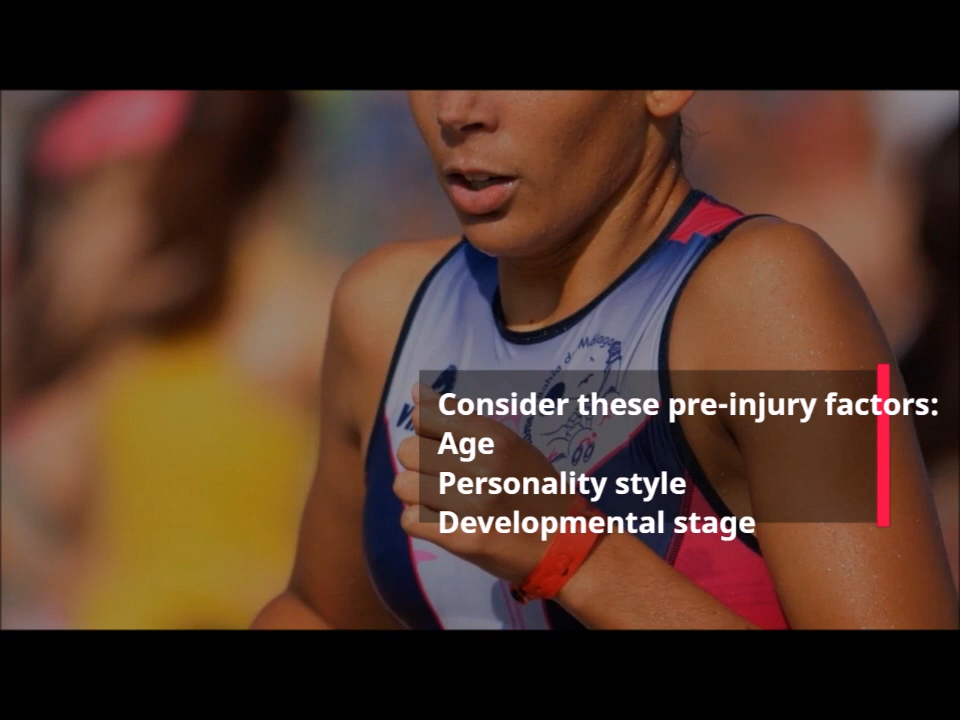 Consider these pre-injury factors:
Age
Personality style
Developmental stage